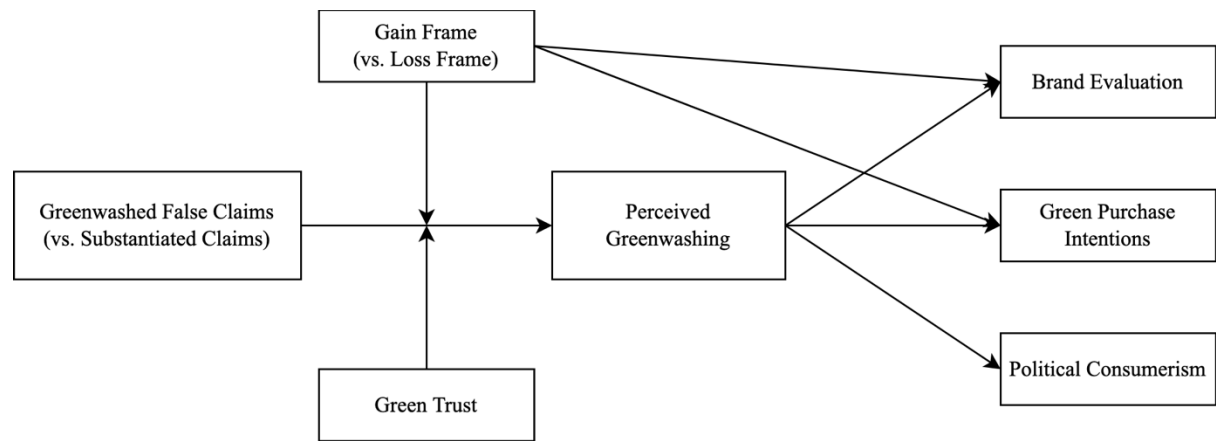 Gain Frame
(vs. Loss Frame)
Brand Evaluation
Greenwashed False Claims
(vs. Substantiated Claims)
Perceived
Greenwashing
Green Purchase
Intentions
Green Trust
Political Consumerism